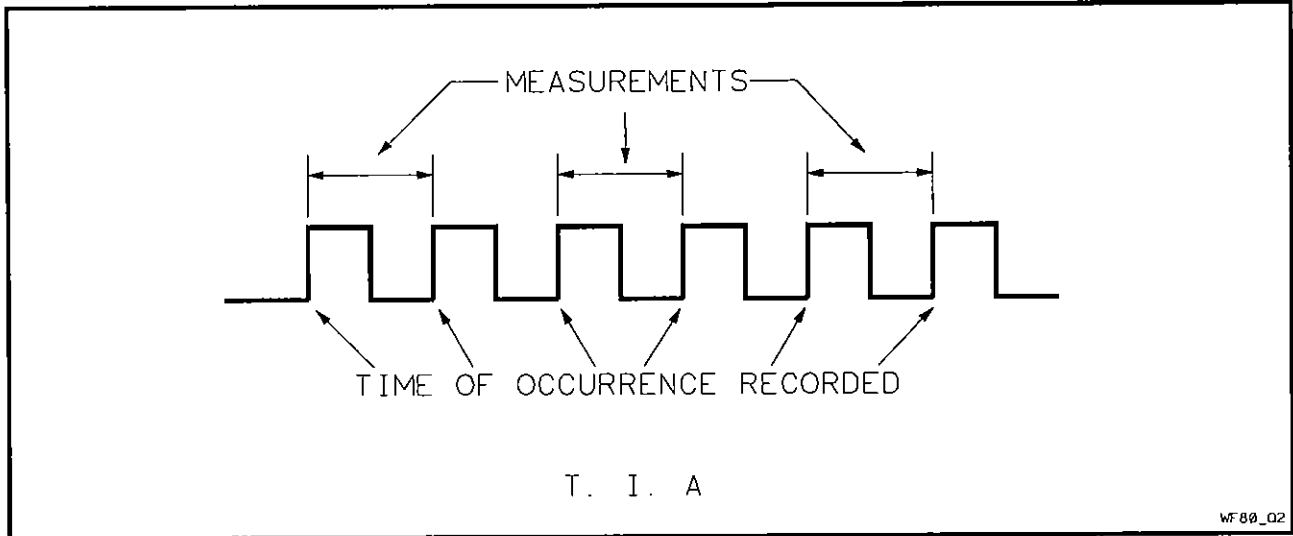 MEASUREMENTS
TIME OF OCCURRENCE RECORDED
T. I. A
WF80_02